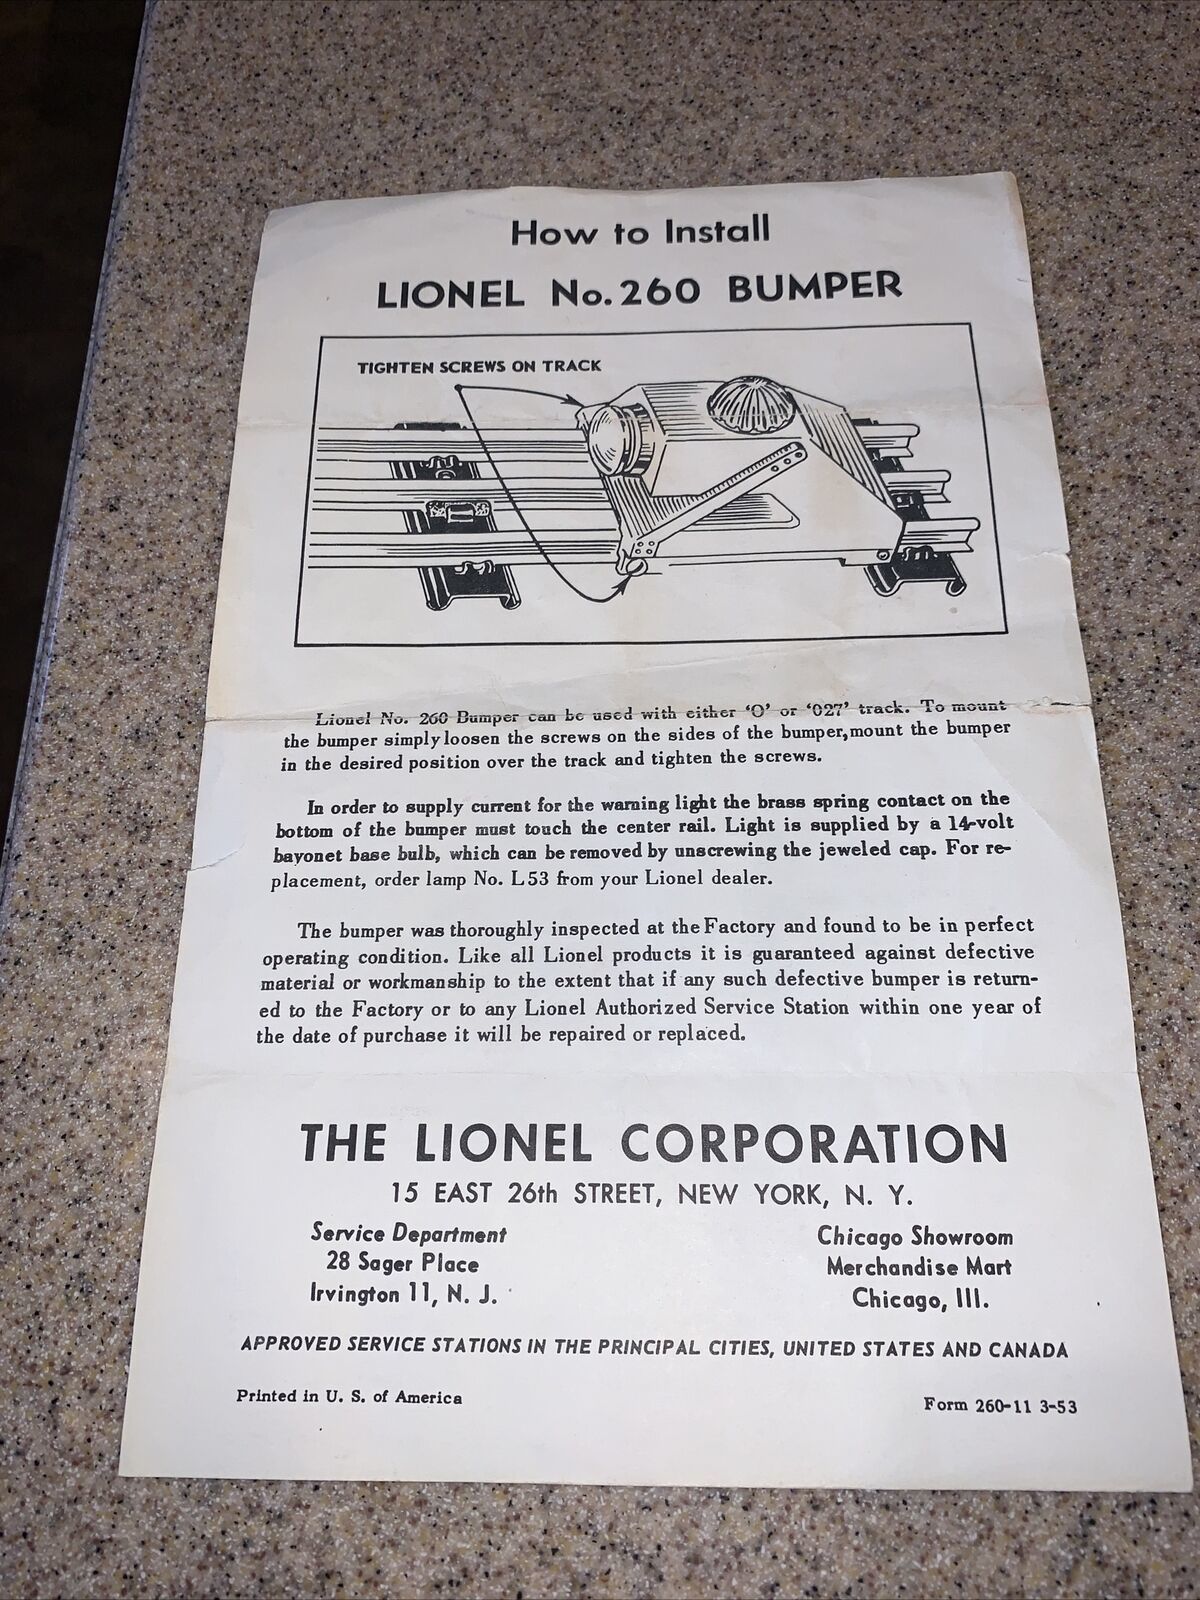 How to Install
LIONEL No. 260 BUMPER
TIGHTEN SCREWS ON TRACK
Lionel No. 260 Bumper can be used with either 'O' or '027' track. To mount
the bumper simply loosen the screws on the sides of the bumper, mount the bumper
in the desired position over the track and tighten the screws.
In order to supply current for the warning light the brass spring contact on the
bottom of the bumper must touch the center rail. Light is supplied by a 14-volt
bayonet base bulb, which can be removed by unscrewing the jeweled cap. For re-
placement, order lamp No. L53 from your Lionel dealer.
The bumper was thoroughly inspected at the Factory and found to be in perfect
operating condition. Like all Lionel products it is guaranteed against defective
material or workmanship to the extent that if any such defective bumper is return-
ed to the Factory or to any Lionel Authorized Service Station within one year of
the date of purchase it will be repaired or replaced.
THE LIONEL CORPORATION
15 EAST 26th STREET, NEW YORK, N. Y.
Service Department
28 Sager Place
Irvington 11, N. J.
Chicago Showroom
Merchandise Mart
Chicago, Ill.
APPROVED SERVICE STATIONS IN THE PRINCIPAL CITIES, UNITED STATES AND CANADA
Printed in U. S. of America
Form 260-11 3-53